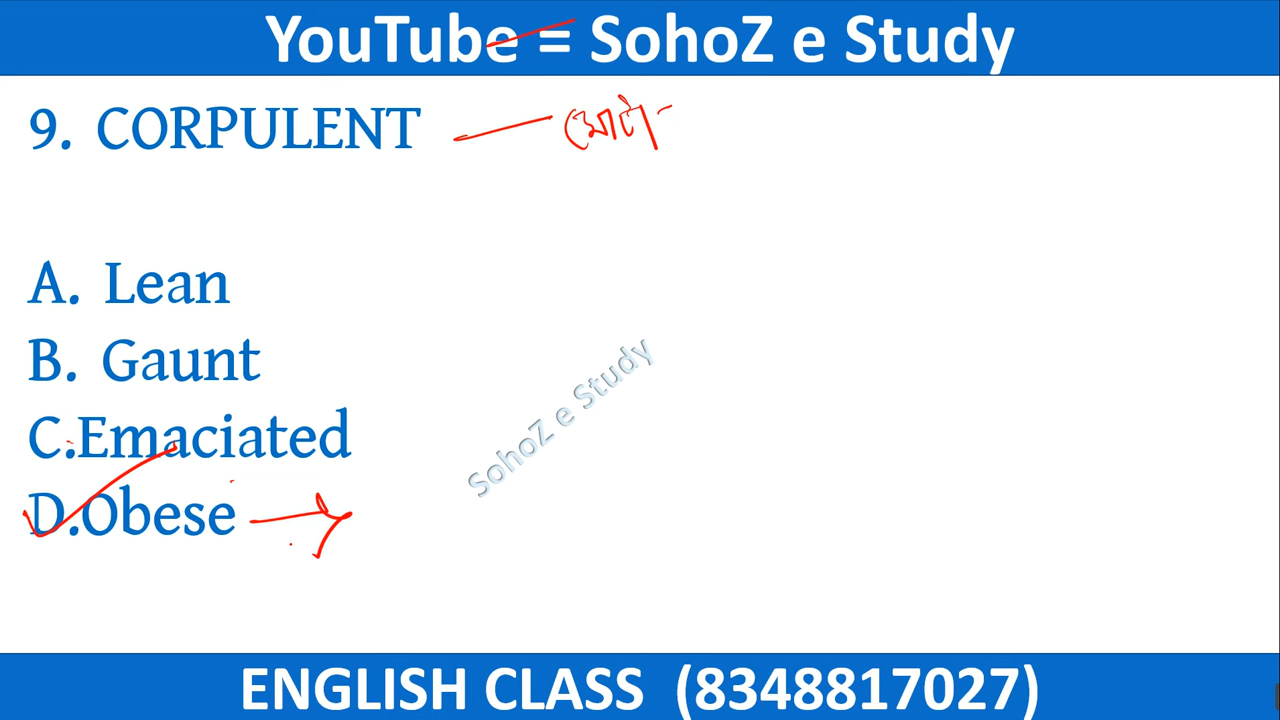 YouTube = SohoZ e Study
9. CORPULENT মোটা
A. Lean
B. Gaunt
C.Emaciated
D.Obese
SohoZ e Study
ENGLISH CLASS (8348817027)